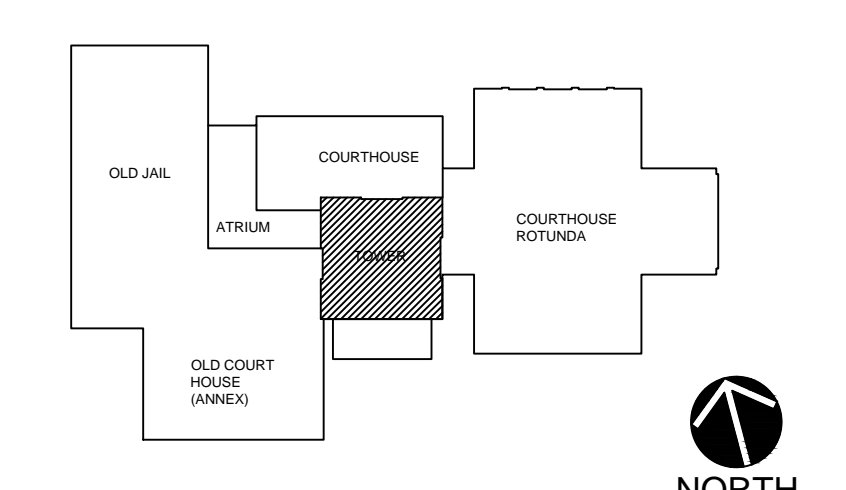 COURTHOUSE
OLD JAIL
COURTHOUSE
ROTUNDA
ATRIUM
TOWER
OLD COURT
HOUSE
(ANNEX)
NORTH